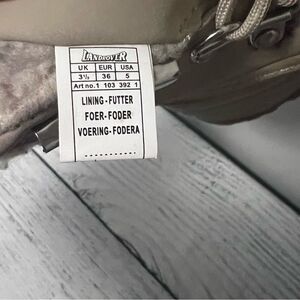 LANDROVER
UK EUR USA
3½ 36 5
Art no.1 103 392 1
LINING-FUTTER
FOER-FODER
VOERING-FODERA